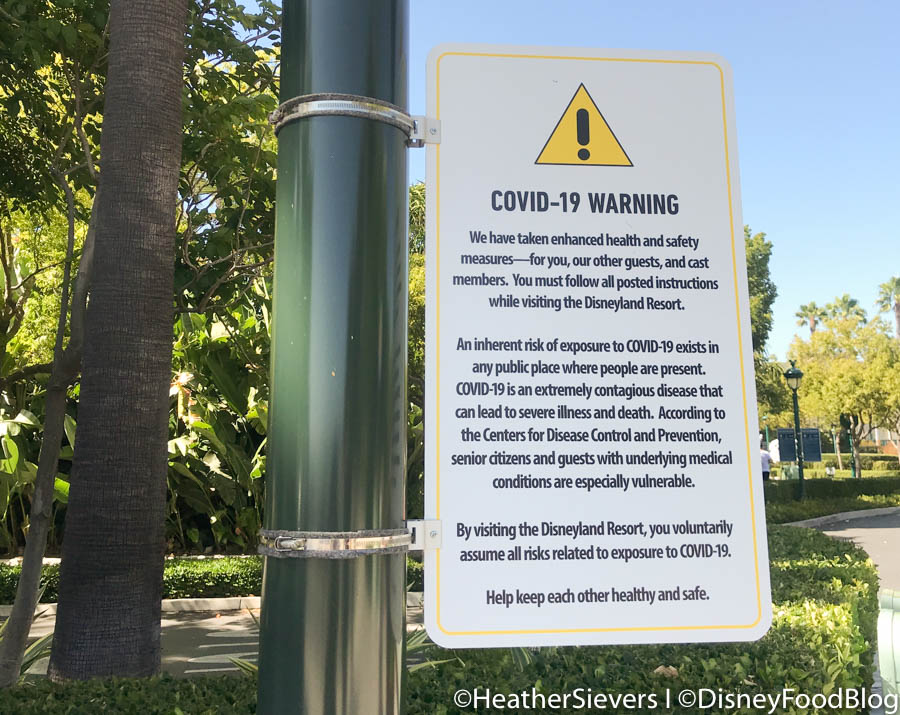 COVID-19 WARNING
We have taken enhanced health and safety
measures—for you, our other guests, and cast
members. You must follow all posted instructions
while visiting the Disneyland Resort.
An inherent risk of exposure to COVID-19 exists in
any public place where people are present.
COVID-19 is an extremely contagious disease that
can lead to severe illness and death. According to
the Centers for Disease Control and Prevention,
senior citizens and guests with underlying medical
conditions are especially vulnerable.
By visiting the Disneyland Resort, you voluntarily
assume all risks related to exposure to COVID-19.
Help keep each other healthy and safe.
©HeatherSievers | ©DisneyFoodBlog